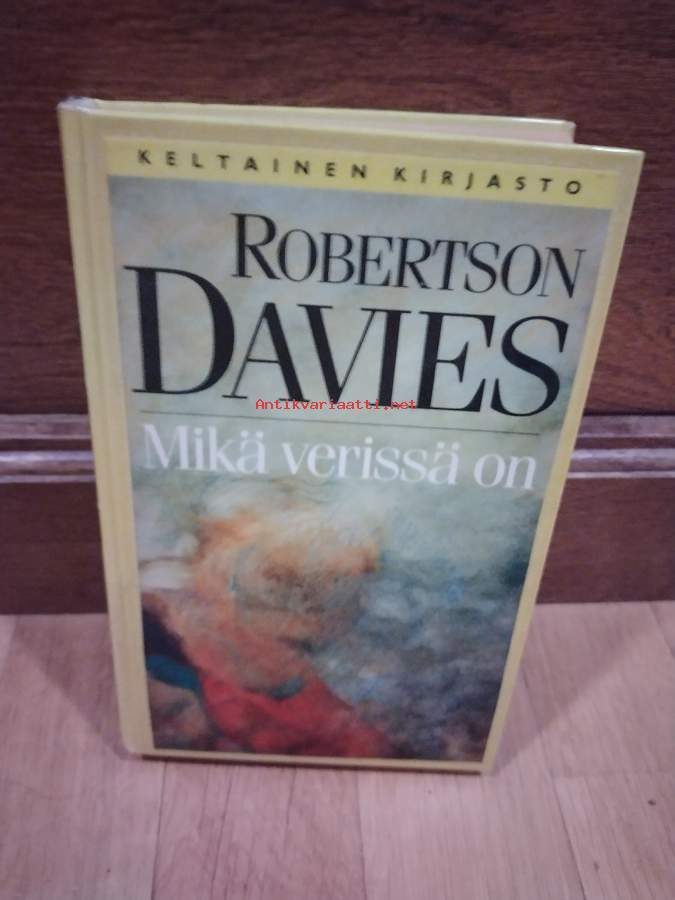 KELTAINEN KIRJASTO
ROBERTSON
DAVIES
Antikvariaatti.net
Mikä verissä on